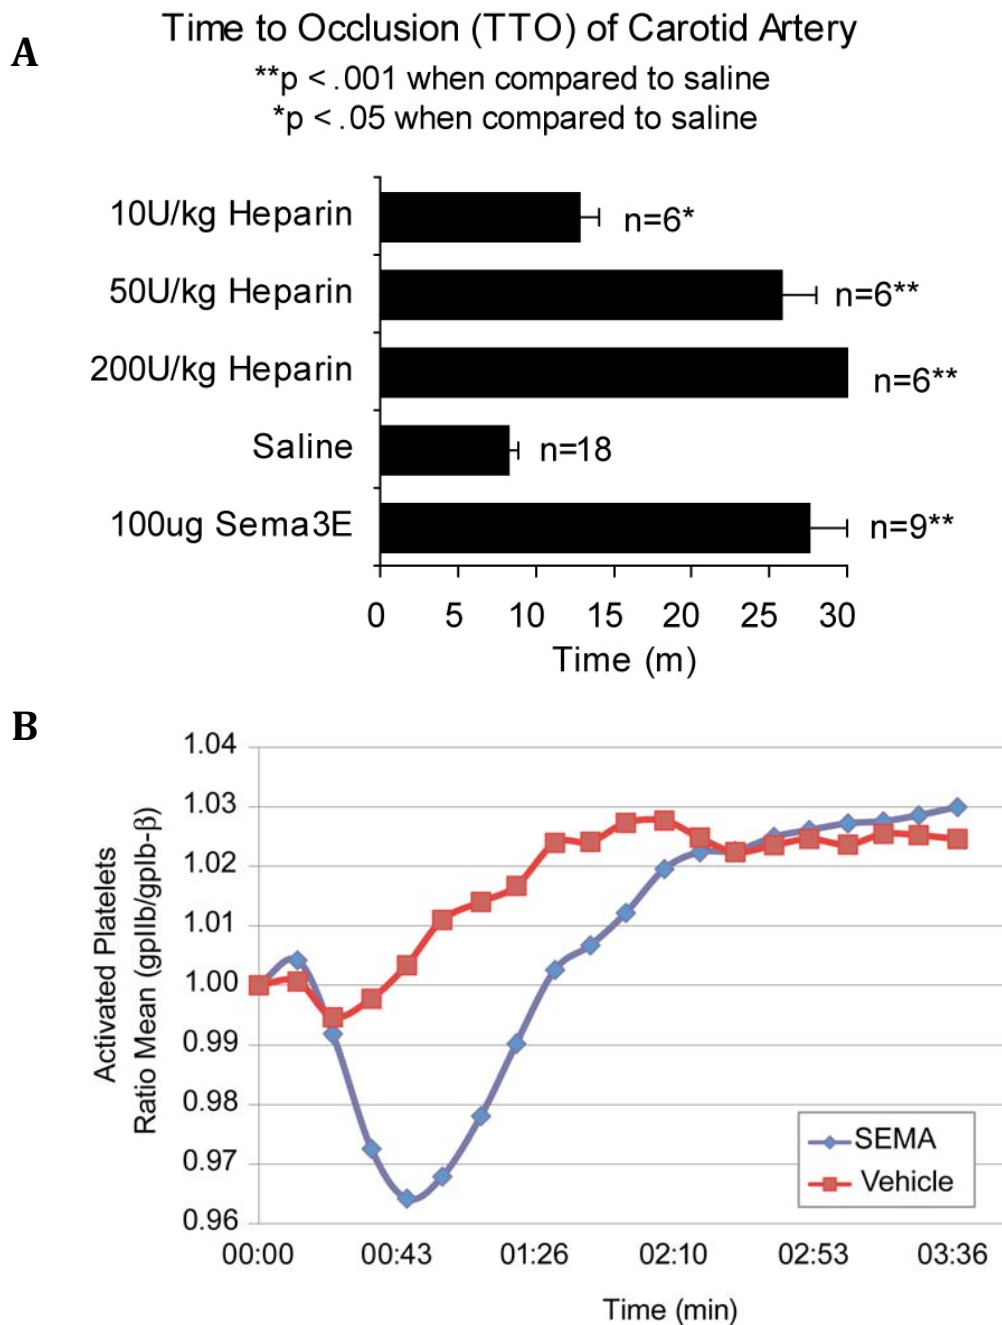 A
Time to Occlusion (TTO) of Carotid Artery
**p < .001 when compared to saline
*p < .05 when compared to saline
10U/kg Heparin
n=6*
50U/kg Heparin
n=6**
200U/kg Heparin
n=6**
Saline
n=18
100ug Sema3E
n=9**
0 5 10 15 20 25 30
Time (m)
B
Activated Platelets
Ratio Mean (gpIIb/gpIb-β)
1.04
1.03
1.02
1.01
1.00
0.99
0.98
0.97
0.96
SEMA
Vehicle
00:00 00:43 01:26 02:10 02:53 03:36
Time (min)